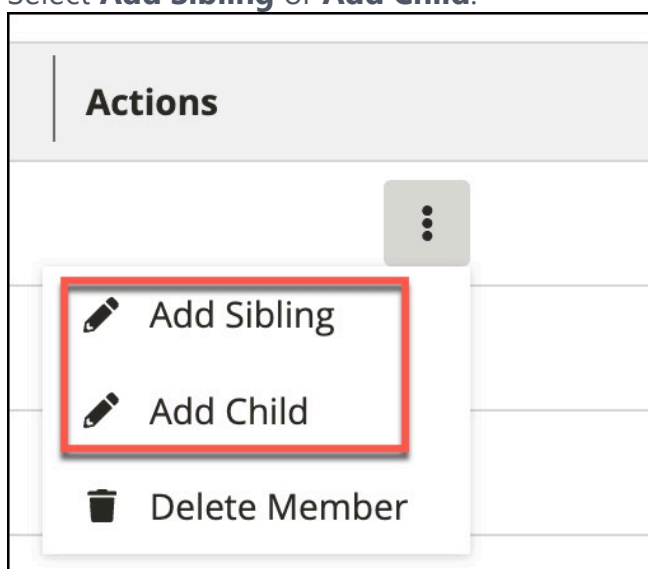 Select Add Sibling or Add Child.
Actions
Add Sibling
Add Child
Delete Member